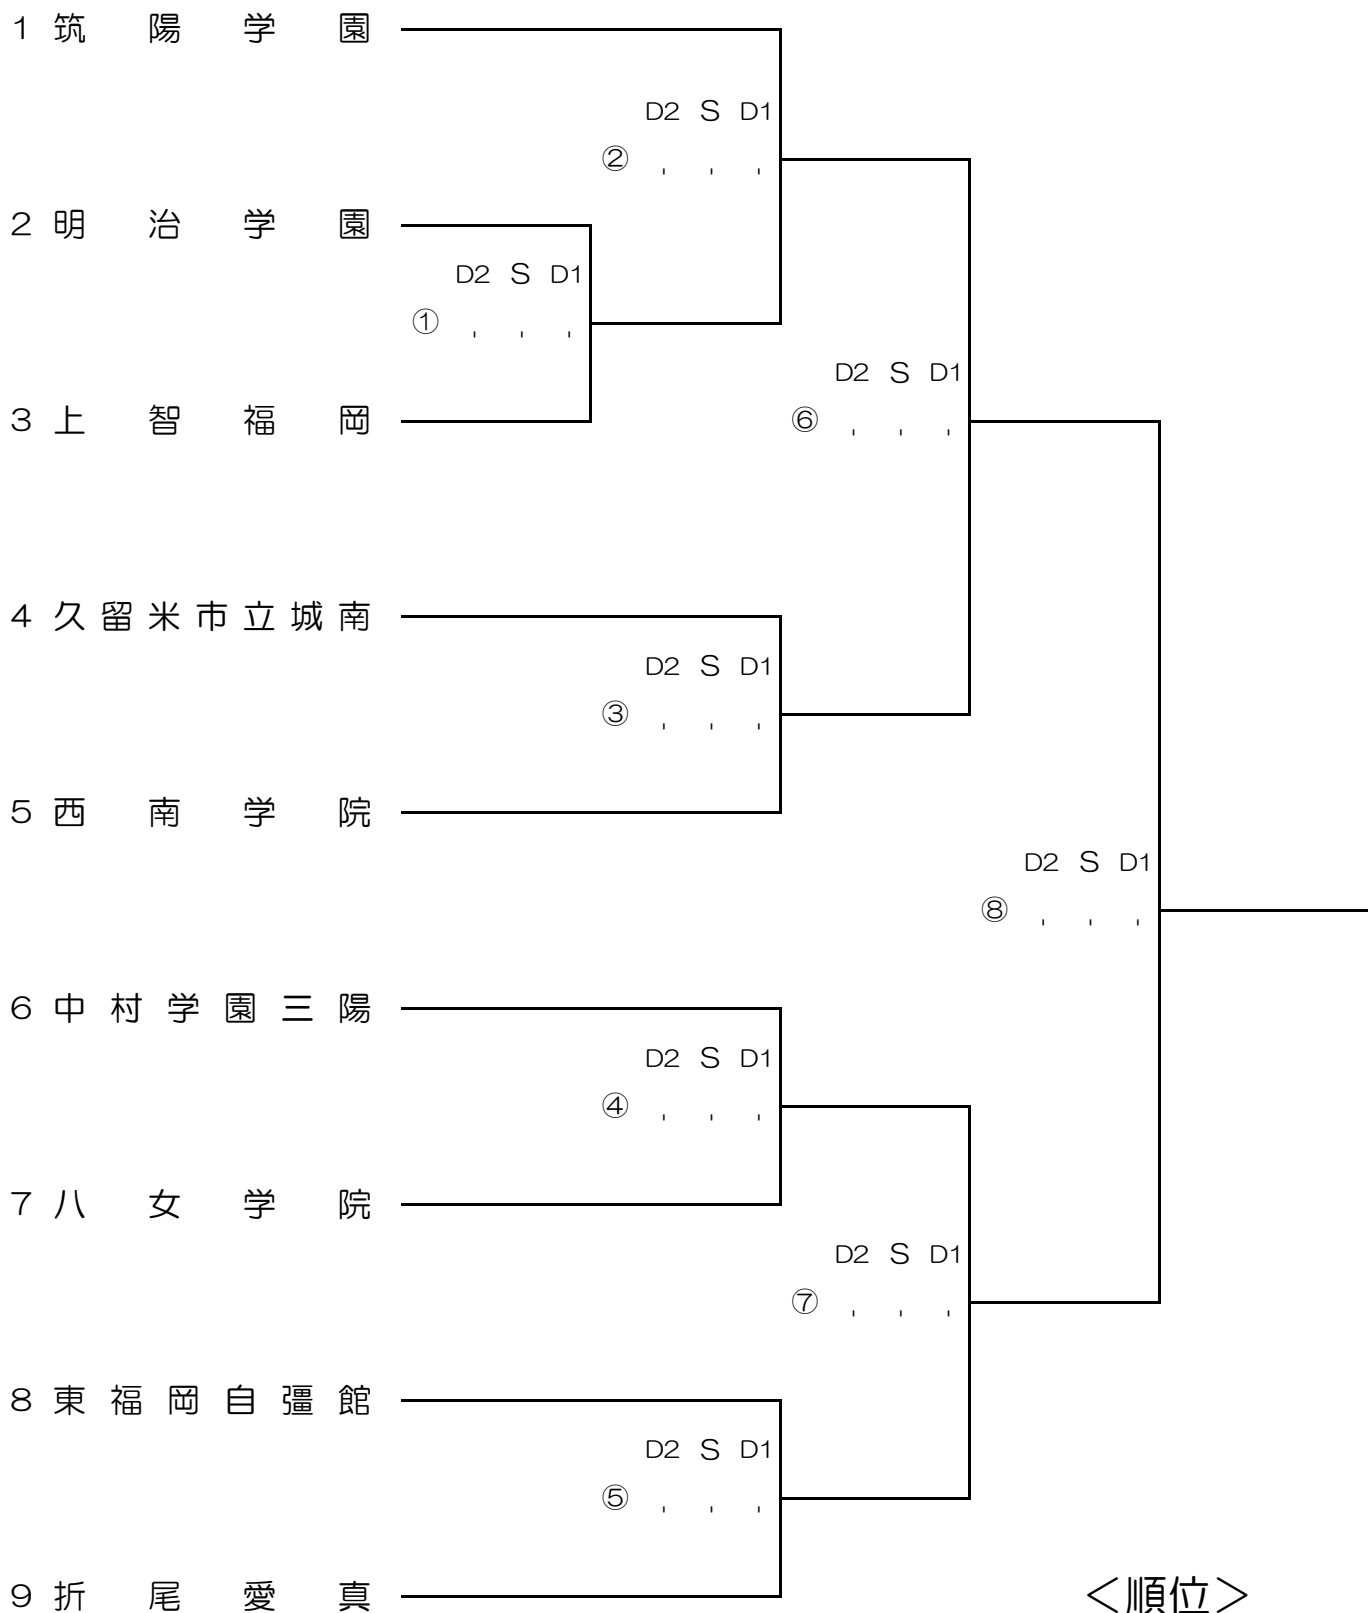 1 筑陽学園
D2 S D1
② , , ,
2 明治学園
D2 S D1
① , , ,
D2 S D1
⑥ , , ,
3 上智福岡
4 久留米市立城南
D2 S D1
③ , , ,
5 西南学院
D2 S D1
⑧ , , ,
6 中村学園三陽
D2 S D1
④ , , ,
7 八女学院
D2 S D1
⑦ , , ,
8 東福岡自彊館
D2 S D1
⑤ , , ,
9 折尾愛真
＜順位＞